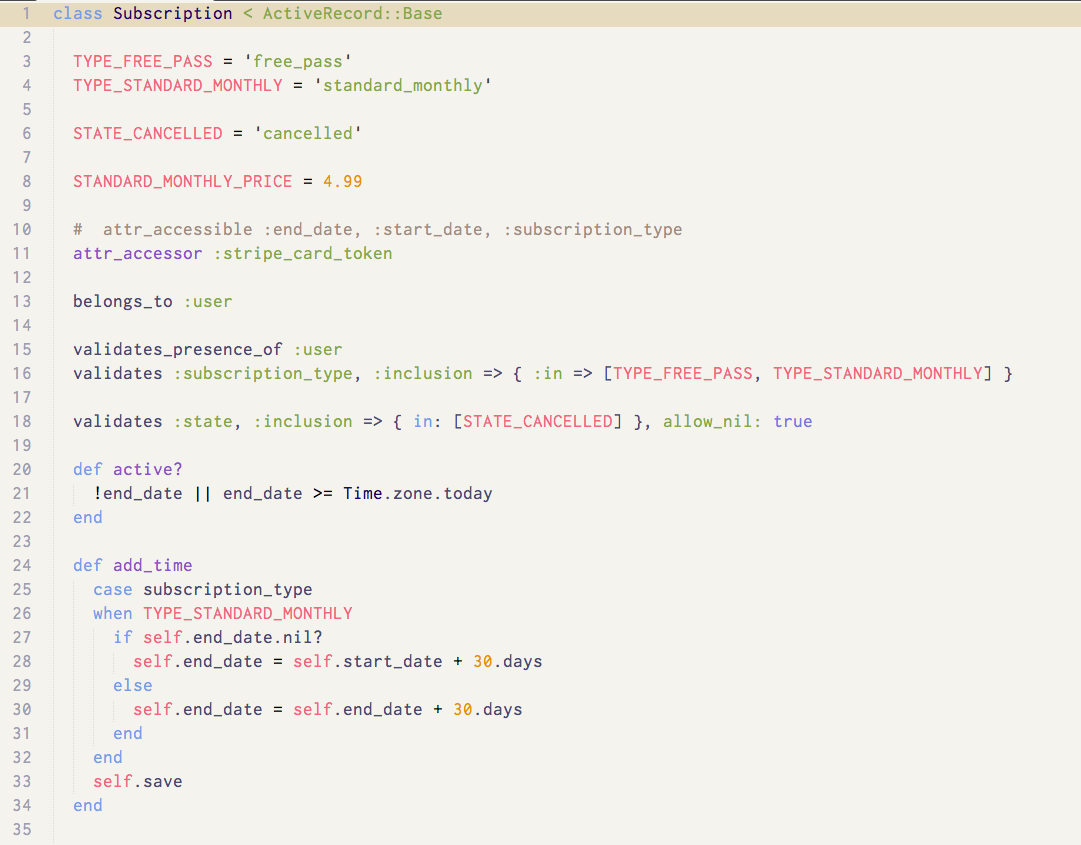 1 class Subscription < ActiveRecord::Base
2
3   TYPE_FREE_PASS = 'free_pass'
4   TYPE_STANDARD_MONTHLY = 'standard_monthly'
5
6   STATE_CANCELLED = 'cancelled'
7
8   STANDARD_MONTHLY_PRICE = 4.99
9
10   #  attr_accessible :end_date, :start_date, :subscription_type
11   attr_accessor :stripe_card_token
12
13   belongs_to :user
14
15   validates_presence_of :user
16   validates :subscription_type, :inclusion => { :in => [TYPE_FREE_PASS, TYPE_STANDARD_MONTHLY] }
17
18   validates :state, :inclusion => { in: [STATE_CANCELLED] }, allow_nil: true
19
20   def active?
21     !end_date || end_date >= Time.zone.today
22   end
23
24   def add_time
25     case subscription_type
26     when TYPE_STANDARD_MONTHLY
27       if self.end_date.nil?
28         self.end_date = self.start_date + 30.days
29       else
30         self.end_date = self.end_date + 30.days
31       end
32     end
33     self.save
34   end
35